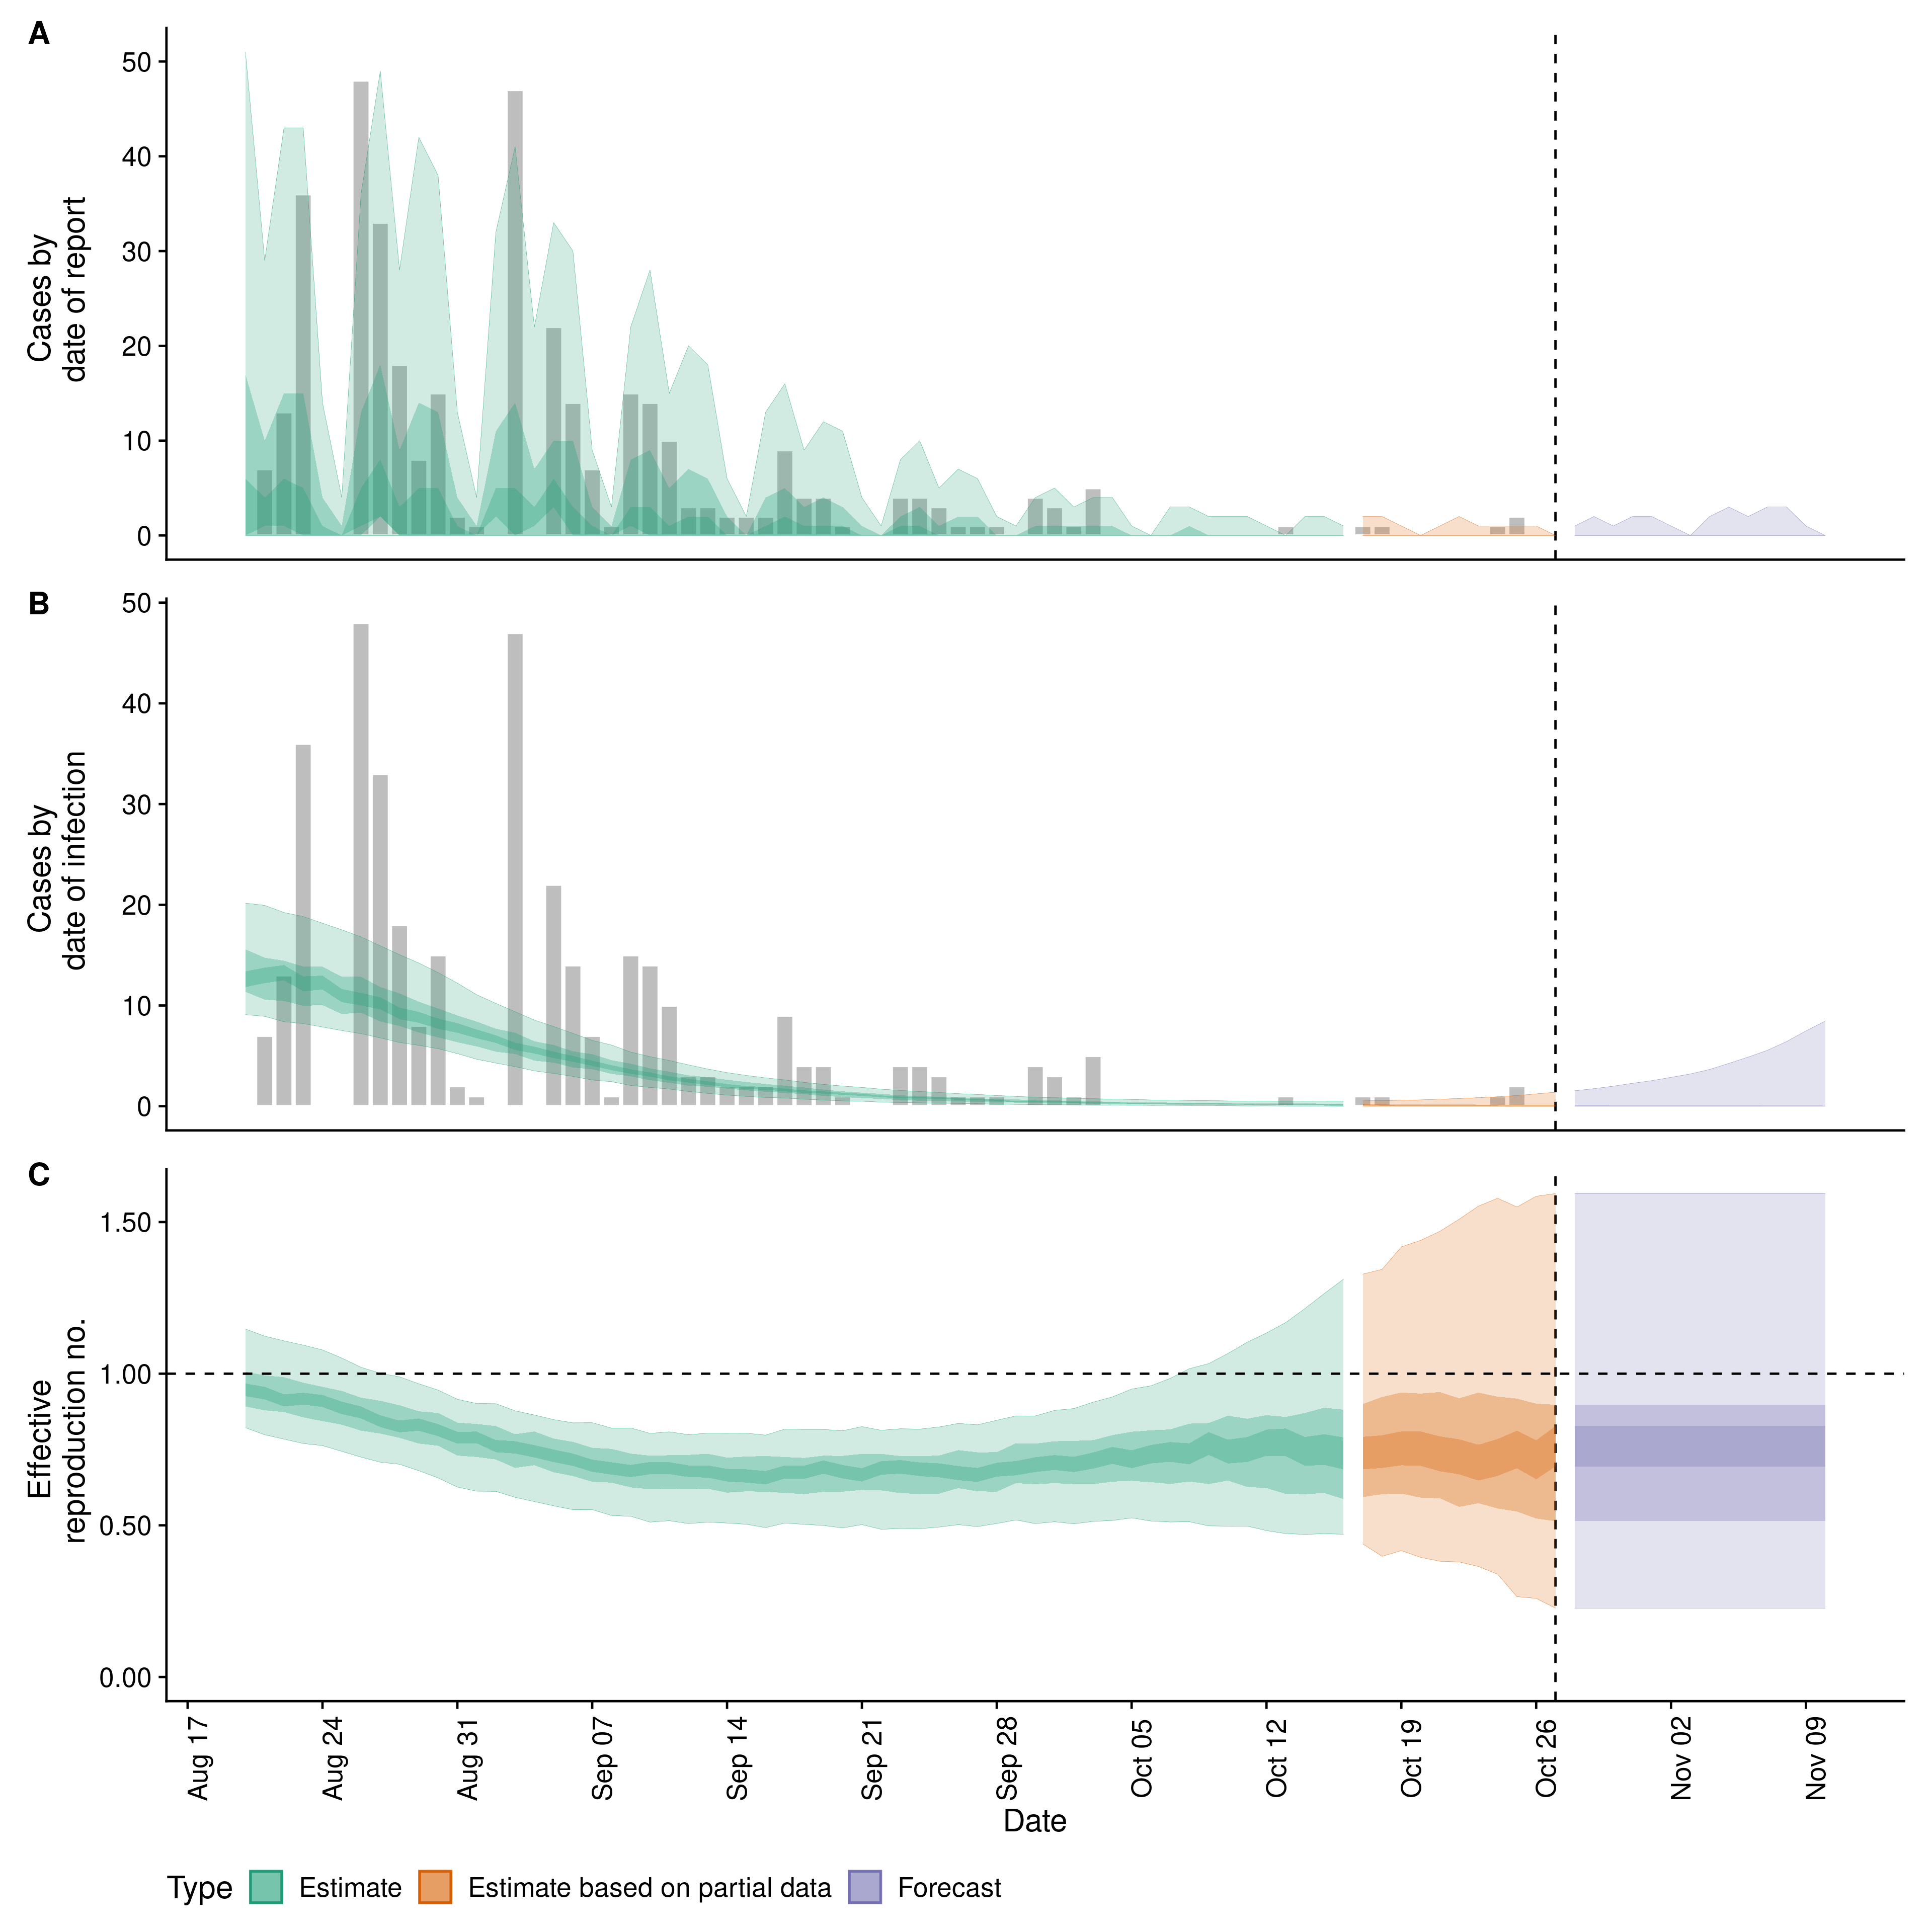 A
50
40
30
20
10
0
Cases by
date of report
B
50
40
30
20
10
0
Cases by
date of infection
C
1.50
1.00
0.50
0.00
Effective
reproduction no.
Aug 17
Aug 24
Aug 31
Sep 07
Sep 14
Sep 21
Sep 28
Oct 05
Oct 12
Oct 19
Oct 26
Nov 02
Nov 09
Date
Type
Estimate
Estimate based on partial data
Forecast